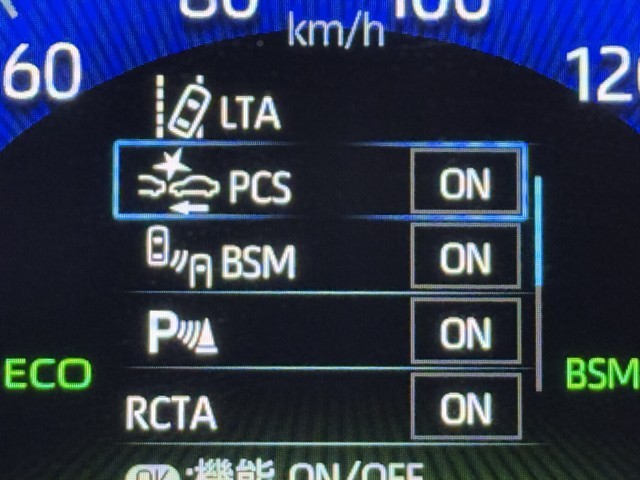 80 100
km/h
60 120
LTA
PCS ON
BSM ON
P ON
ECO BSM
RCTA ON
OK:機能 ON/OFF